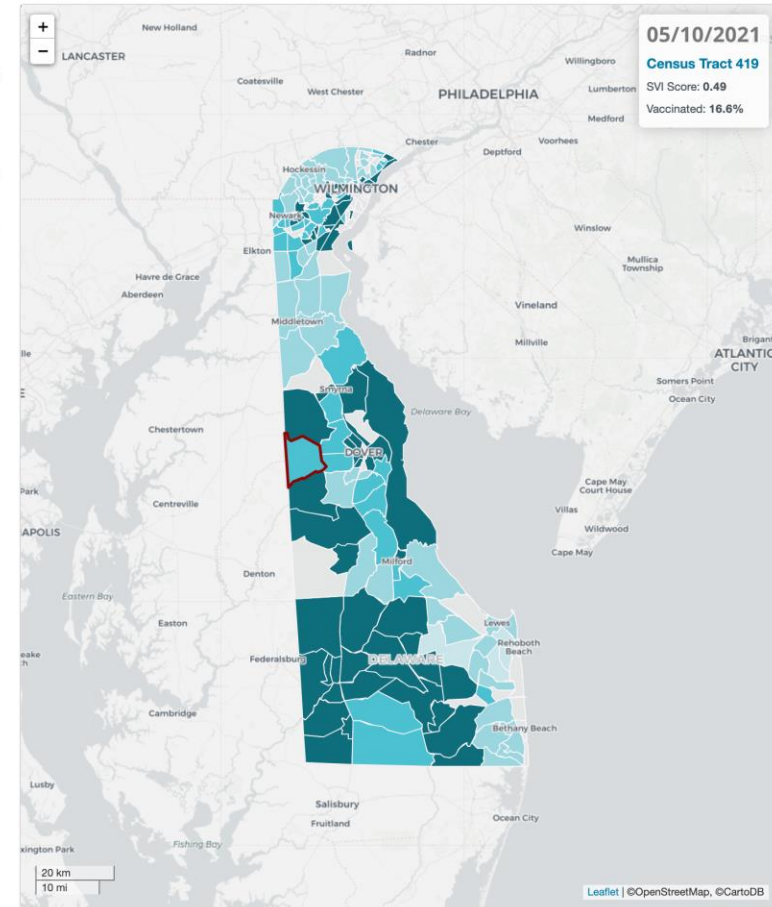 +
−
New Holland
LANCASTER
Radnor
Willingboro
Coatesville
West Chester
PHILADELPHIA
Lumberton
Medford
Chester
Voorhees
Deptford
Hockessin
WILMINGTON
Newark
Elkton
Winslow
Mullica
Township
Havre de Grace
Aberdeen
Vineland
Middletown
Millville
ATLANTIC
CITY
Somers Point
Ocean City
Smyrna
Delaware Bay
Chestertown
DOVER
Cape May
Court House
Villas
Wildwood
Cape May
Centreville
Milford
Denton
Eastern Bay
Easton
Lewes
Rehoboth
Beach
Federalsburg
DELAWARE
Cambridge
Bethany Beach
Lusby
Salisbury
Fruitland
Ocean City
Fishing Bay
xington Park
20 km
10 mi
05/10/2021
Census Tract 419
SVI Score: 0.49
Vaccinated: 16.6%
Leaflet | ©OpenStreetMap, ©CartoDB